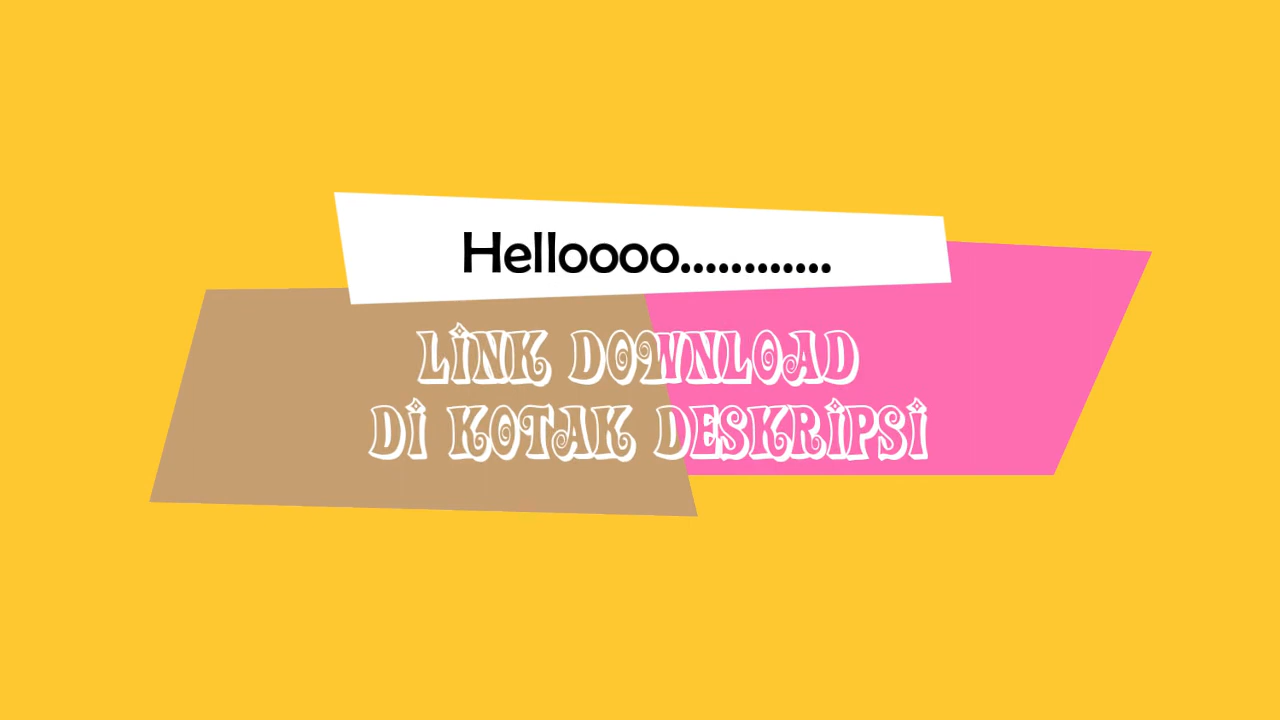 Helloooo............
LINK DOWNLOAD
DI KOTAK DESKRIPSI